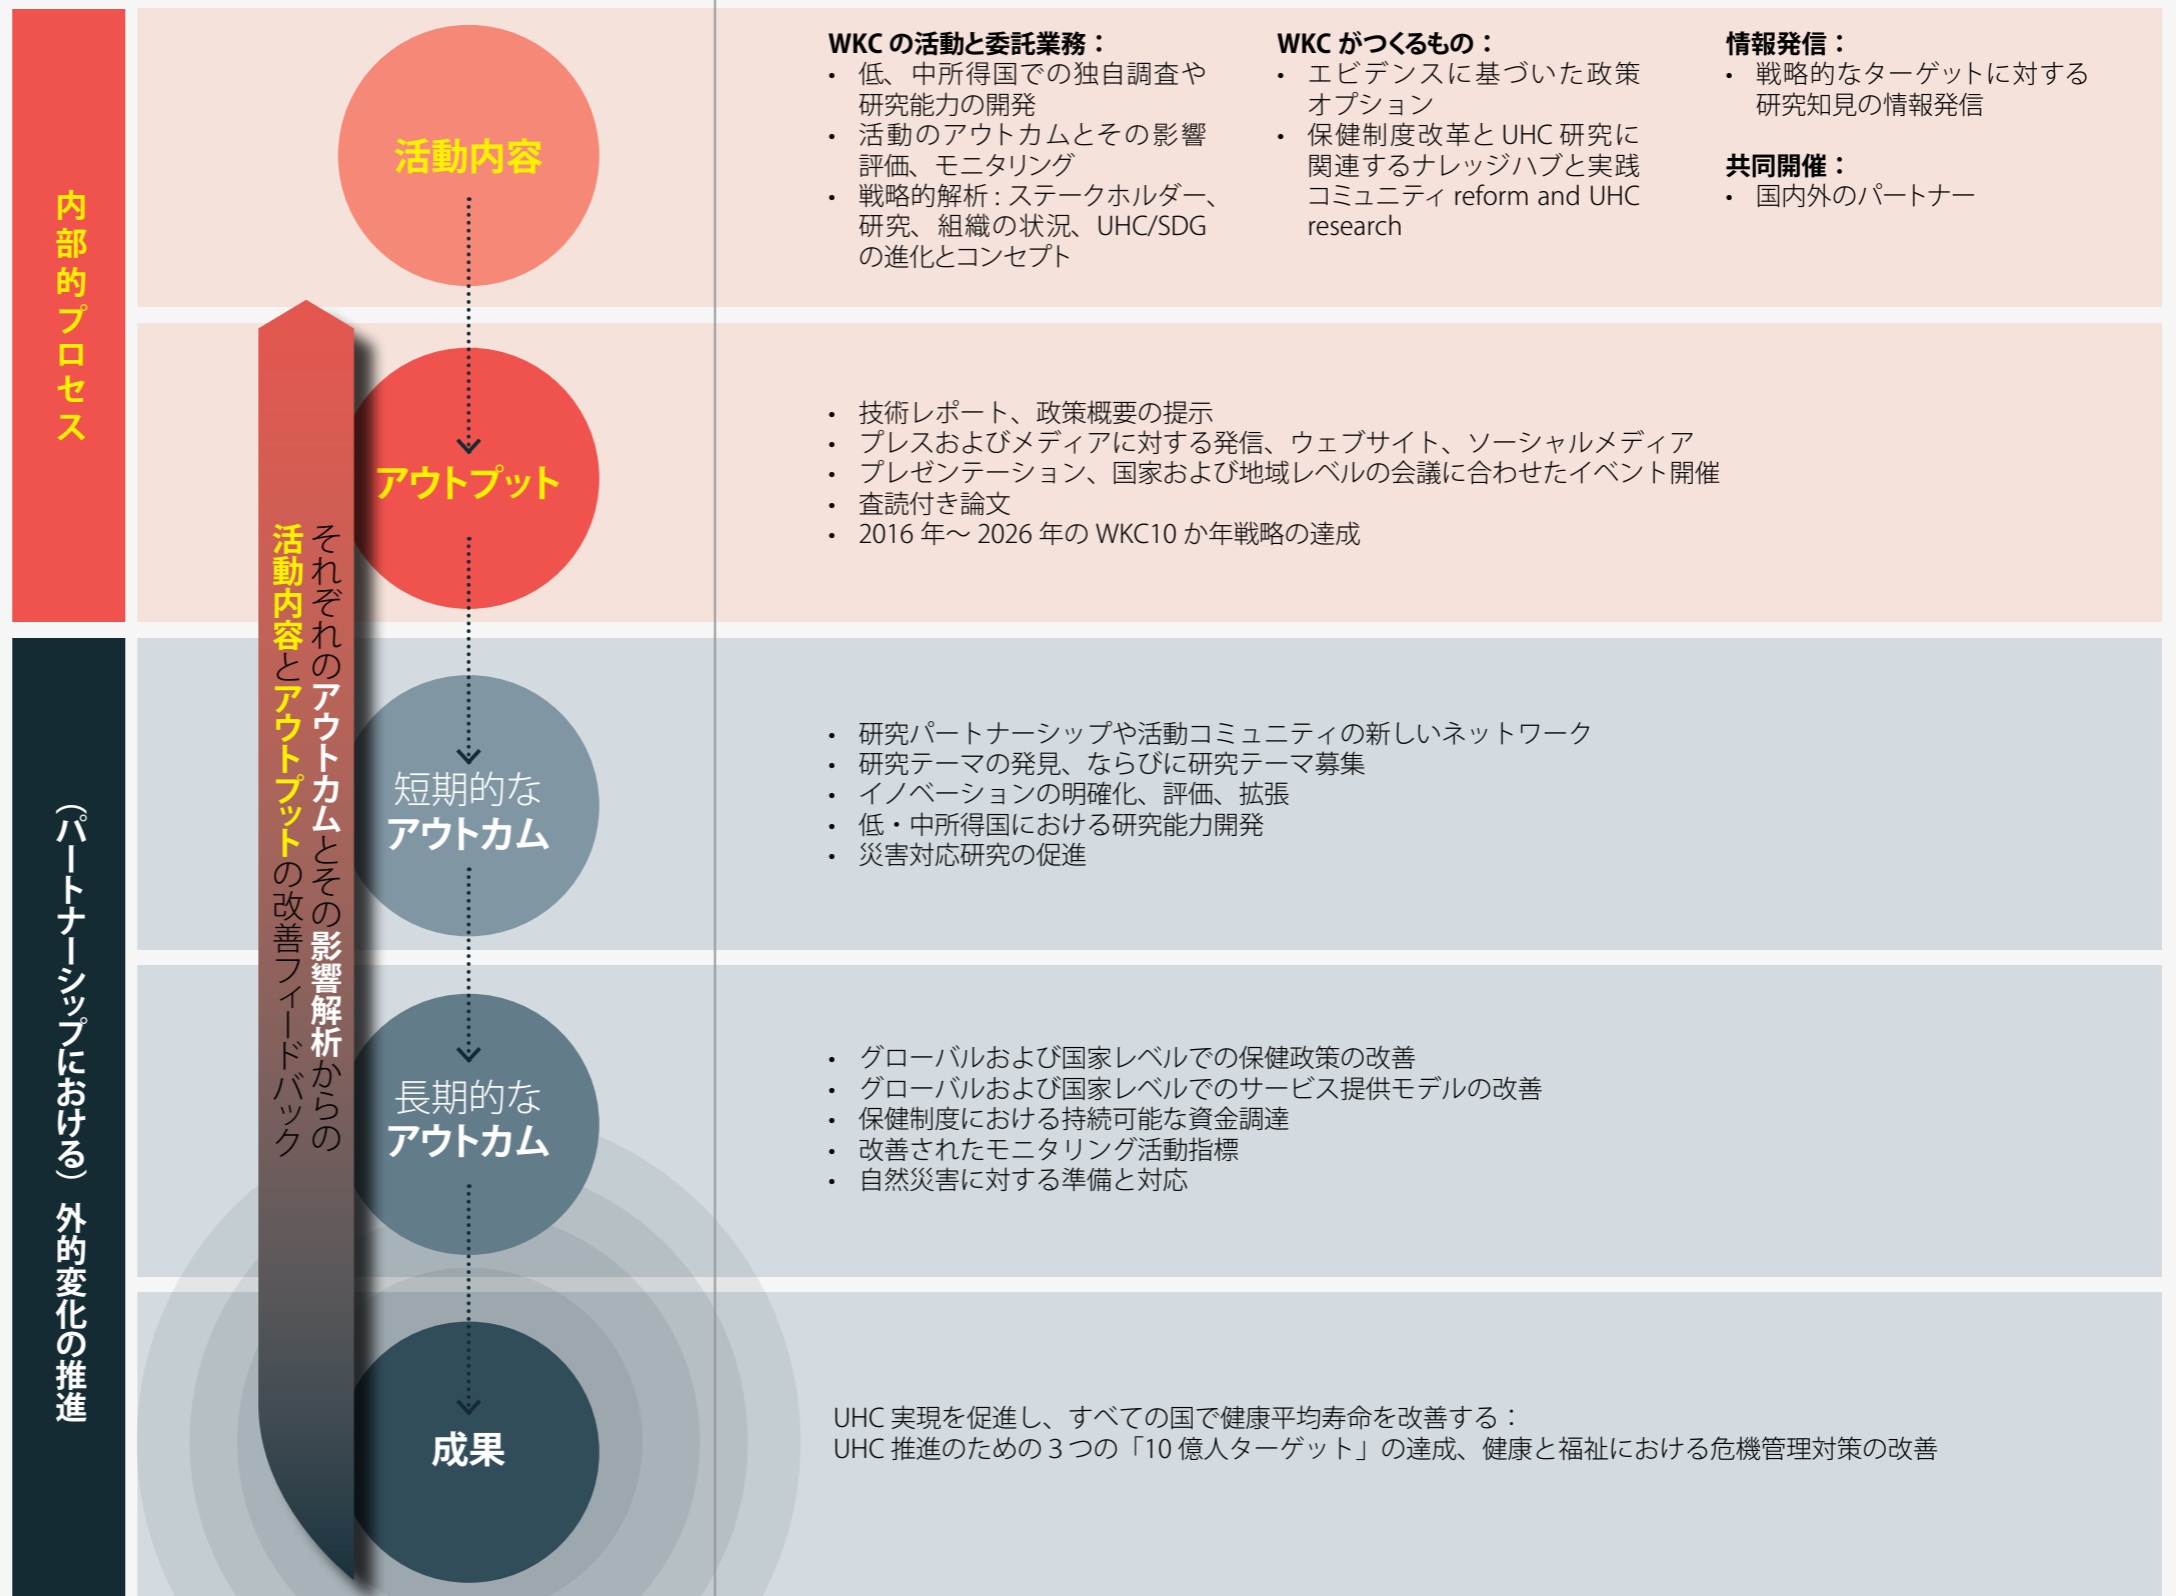 内部的プロセス
活動内容
WKC の活動と委託業務：
• 低、中所得国での独自調査や
研究能力の開発
• 活動のアウトカムとその影響
評価、モニタリング
• 戦略的解析 : ステークホルダー、
研究、組織の状況、UHC/SDG
の進化とコンセプト
WKC がつくるもの：
• エビデンスに基づいた政策
オプション
• 保健制度改革と UHC 研究に
関連するナレッジハブと実践
コミュニティ reform and UHC
research
情報発信：
• 戦略的なターゲットに対する
研究知見の情報発信
共同開催：
• 国内外のパートナー
アウトプット
• 技術レポート、政策概要の提示
• プレスおよびメディアに対する発信、ウェブサイト、ソーシャルメディア
• プレゼンテーション、国家および地域レベルの会議に合わせたイベント開催
• 査読付き論文
• 2016 年〜 2026 年の WKC10 か年戦略の達成
それぞれのアウトカムとその影響解析からの
活動内容とアウトプットの改善フィードバック
（パートナーシップにおける）外的変化の推進
短期的な
アウトカム
• 研究パートナーシップや活動コミュニティの新しいネットワーク
• 研究テーマの発見、ならびに研究テーマ募集
• イノベーションの明確化、評価、拡張
• 低・中所得国における研究能力開発
• 災害対応研究の促進
長期的な
アウトカム
• グローバルおよび国家レベルでの保健政策の改善
• グローバルおよび国家レベルでのサービス提供モデルの改善
• 保健制度における持続可能な資金調達
• 改善されたモニタリング活動指標
• 自然災害に対する準備と対応
成果
UHC 実現を促進し、すべての国で健康平均寿命を改善する：
UHC 推進のための３つの「10 億人ターゲット」の達成、健康と福祉における危機管理対策の改善